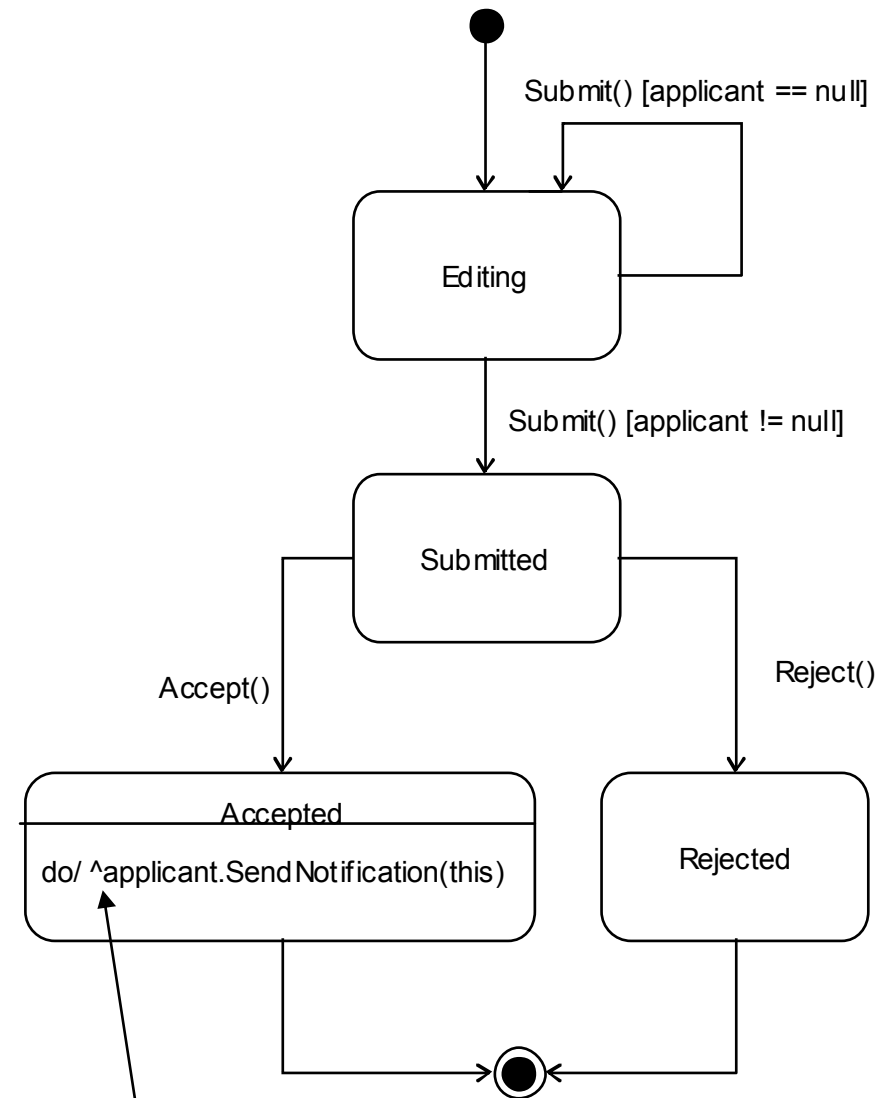 Submit() [applicant == null]
Editing
Submit() [applicant != null]
Submitted
Accept()
Reject()
Accepted
do/ ^applicant.SendNotification(this)
Rejected